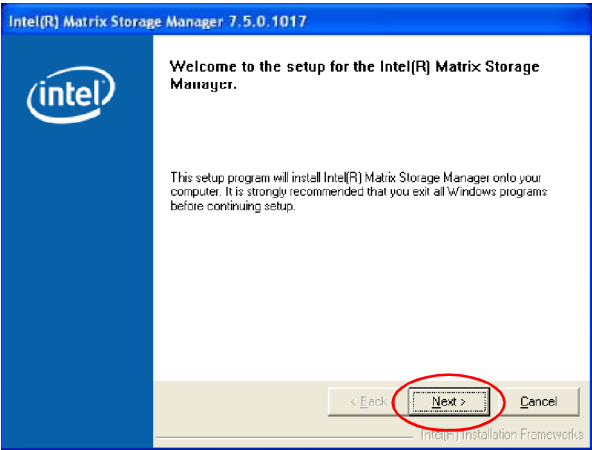 Intel(R) Matrix Storage Manager 7.5.0.1017
intel
Welcome to the setup for the Intel(R) Matrix Storage
Manager.
This setup program will install Intel(R) Matrix Storage Manager onto your
computer. It is strongly recommended that you exit all Windows programs
before continuing setup.
< Back
Next >
Cancel
Intel(R) Installation Frameworks